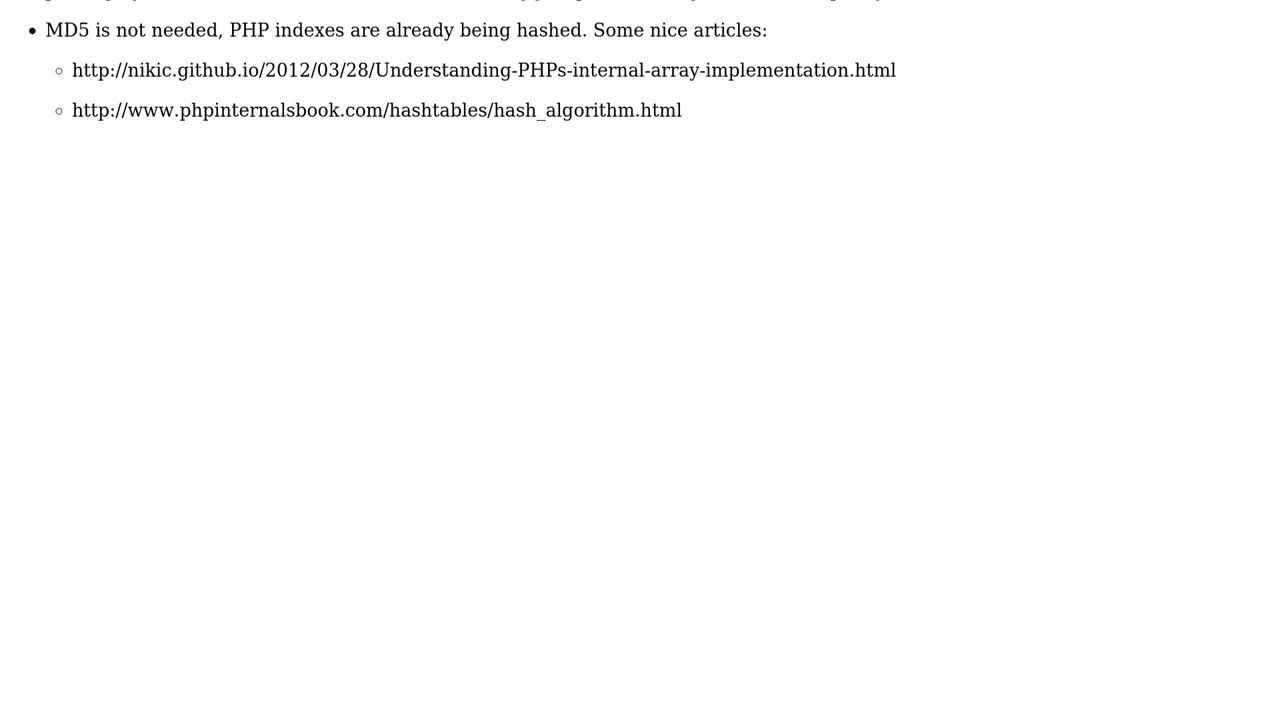 MD5 is not needed, PHP indexes are already being hashed. Some nice articles:
http://nikic.github.io/2012/03/28/Understanding-PHPs-internal-array-implementation.html
http://www.phpinternalsbook.com/hashtables/hash_algorithm.html